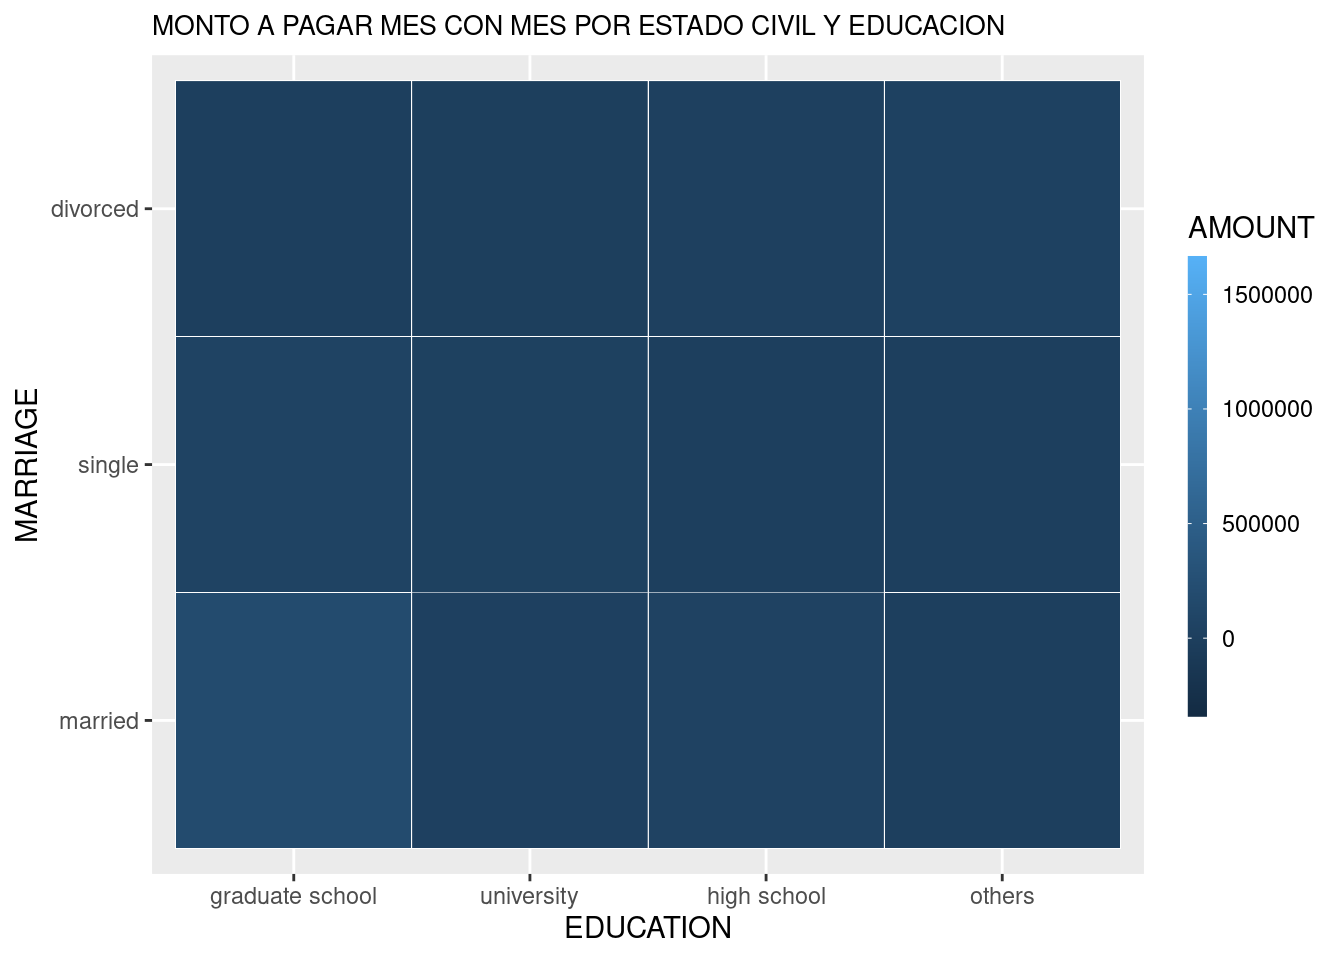 MONTO A PAGAR MES CON MES POR ESTADO CIVIL Y EDUCACION
divorced
single
married
MARRIAGE
graduate school
university
high school
others
EDUCATION
AMOUNT
1500000
1000000
500000
0